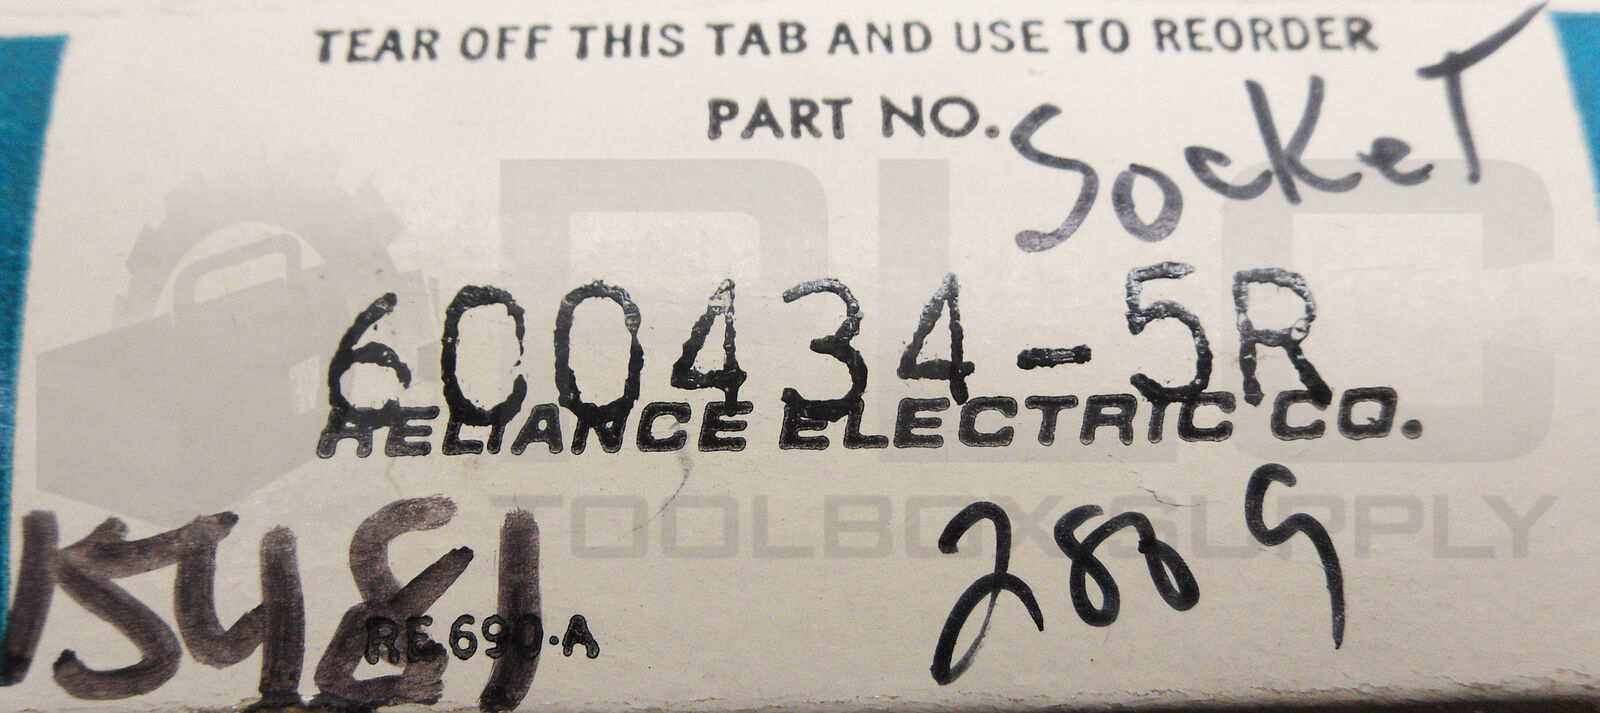 TEAR OFF THIS TAB AND USE TO REORDER
PART NO. SocKeT
600434-5R
RELIANCE ELECTRIC CO.
TOOLBOX SUPPLY
2889
RE 690-A
PLC